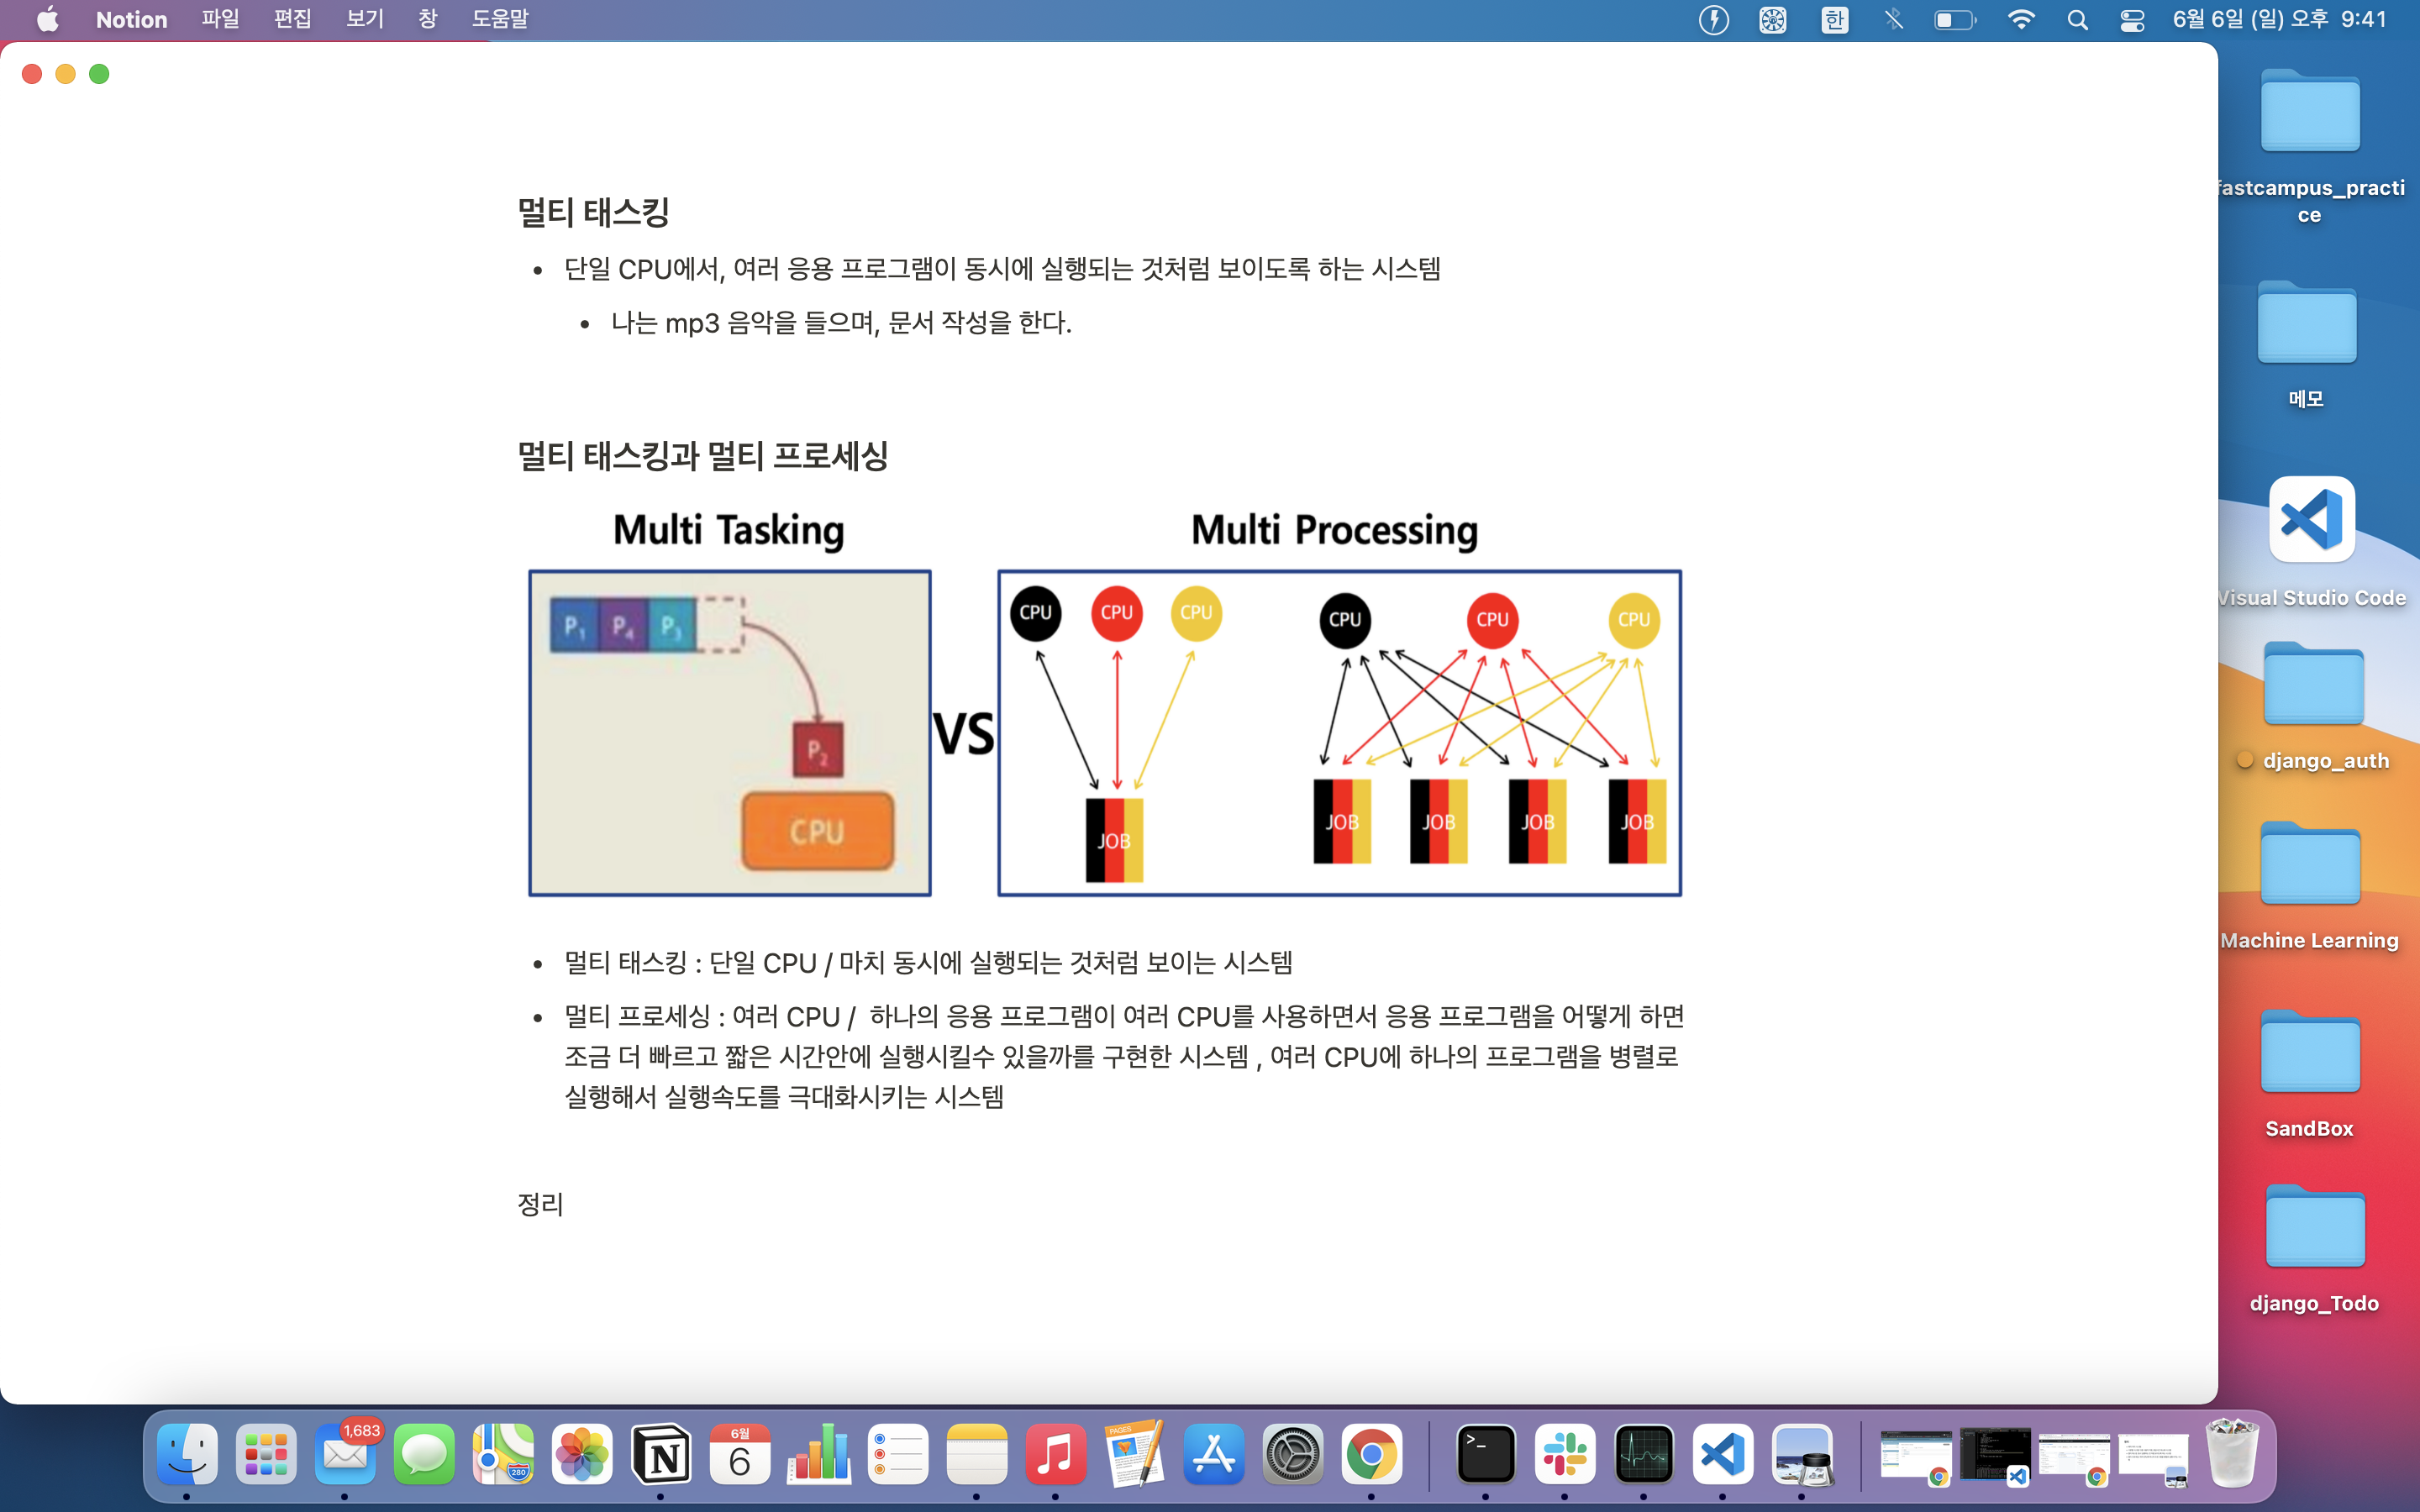 Notion 파일 편집 보기 창 도움말 한 6월 6일 (일) 오후 9:41
멀티 태스킹
단일 CPU에서, 여러 응용 프로그램이 동시에 실행되는 것처럼 보이도록 하는 시스템
나는 mp3 음악을 들으며, 문서 작성을 한다.
멀티 태스킹과 멀티 프로세싱
Multi Tasking
Multi Processing
P1 P4 P3
P2
CPU
VS
CPU CPU CPU
JOB
CPU CPU CPU
JOB JOB JOB JOB
멀티 태스킹 : 단일 CPU / 마치 동시에 실행되는 것처럼 보이는 시스템
멀티 프로세싱 : 여러 CPU / 하나의 응용 프로그램이 여러 CPU를 사용하면서 응용 프로그램을 어떻게 하면
조금 더 빠르고 짧은 시간안에 실행시킬수 있을까를 구현한 시스템 , 여러 CPU에 하나의 프로그램을 병렬로
실행해서 실행속도를 극대화시키는 시스템
정리
fastcampus_practi
ce
메모
Visual Studio Code
django_auth
Machine Learning
SandBox
django_Todo
1,683
280
6월
6
PAGES
>_